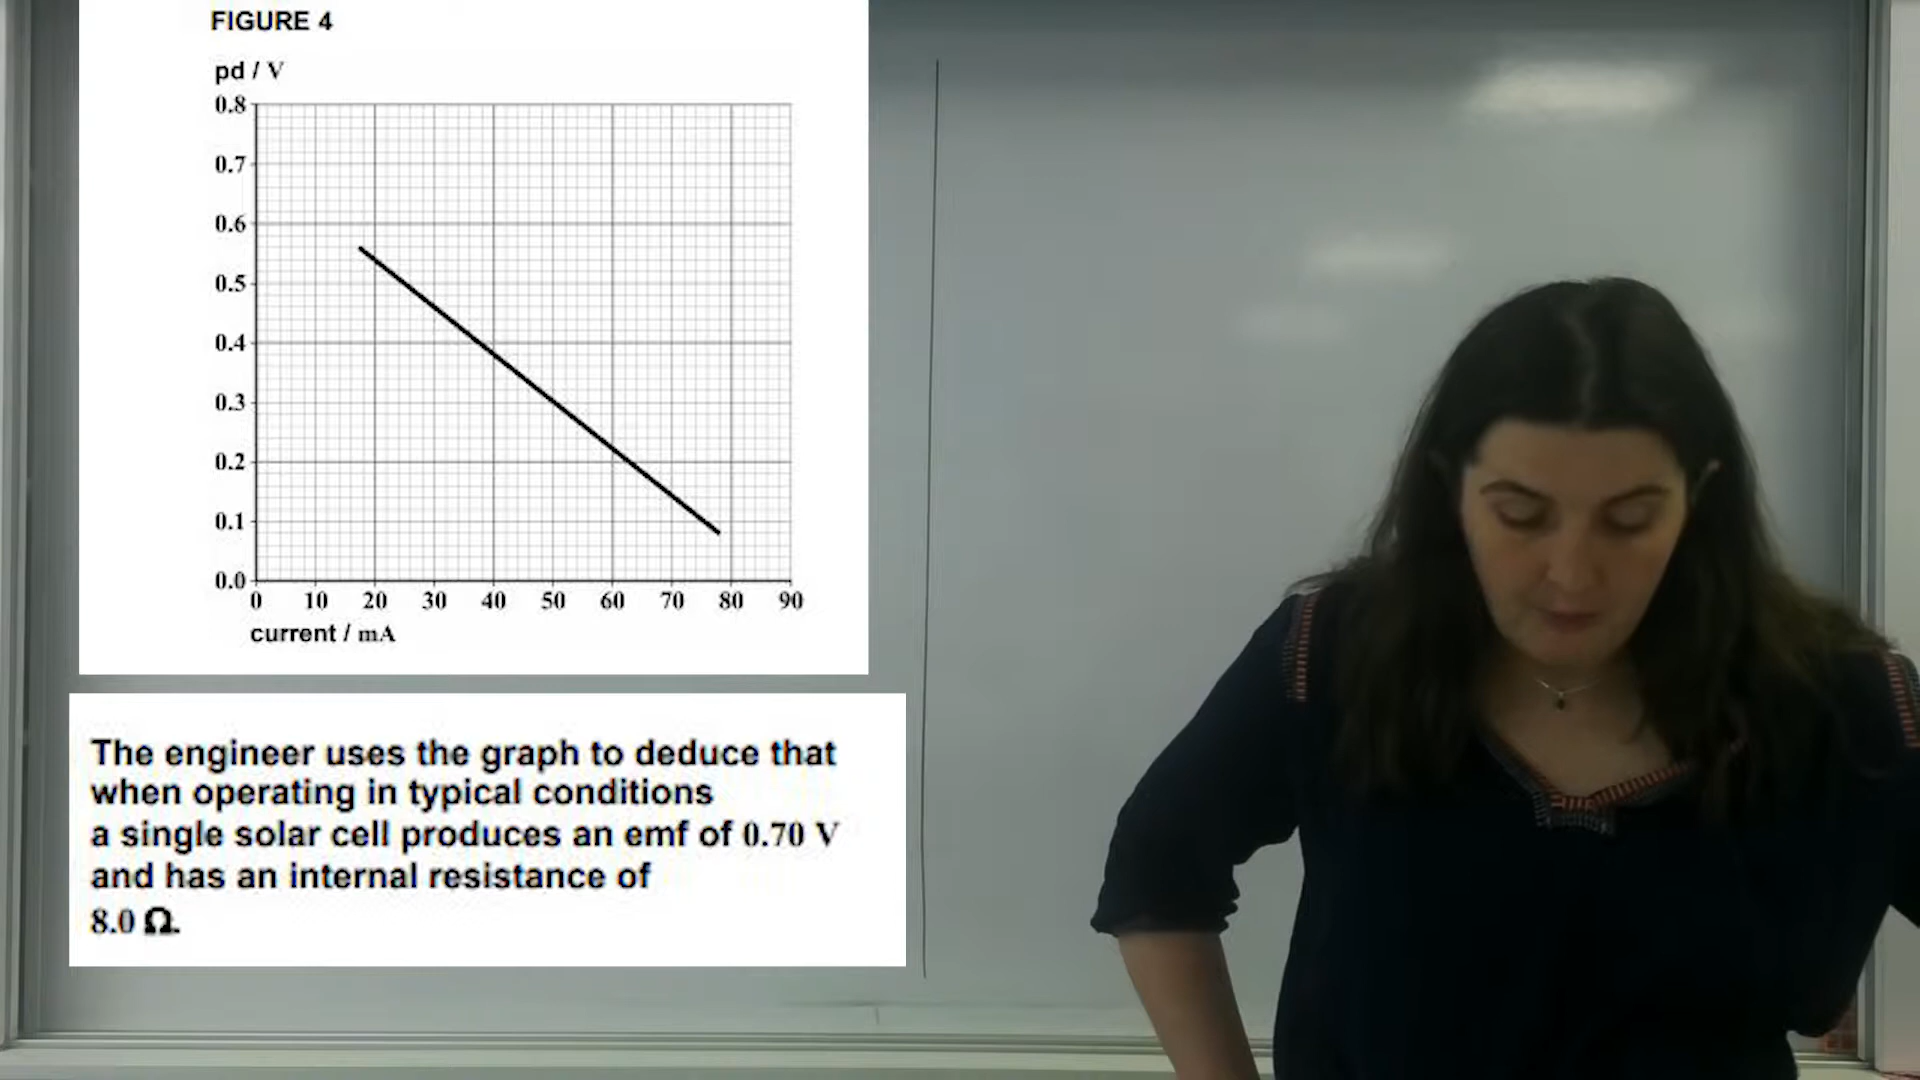 FIGURE 4
pd / V
0.8
0.7
0.6
0.5
0.4
0.3
0.2
0.1
0.0
0 10 20 30 40 50 60 70 80 90
current / mA
The engineer uses the graph to deduce that
when operating in typical conditions
a single solar cell produces an emf of 0.70 V
and has an internal resistance of
8.0 Ω.